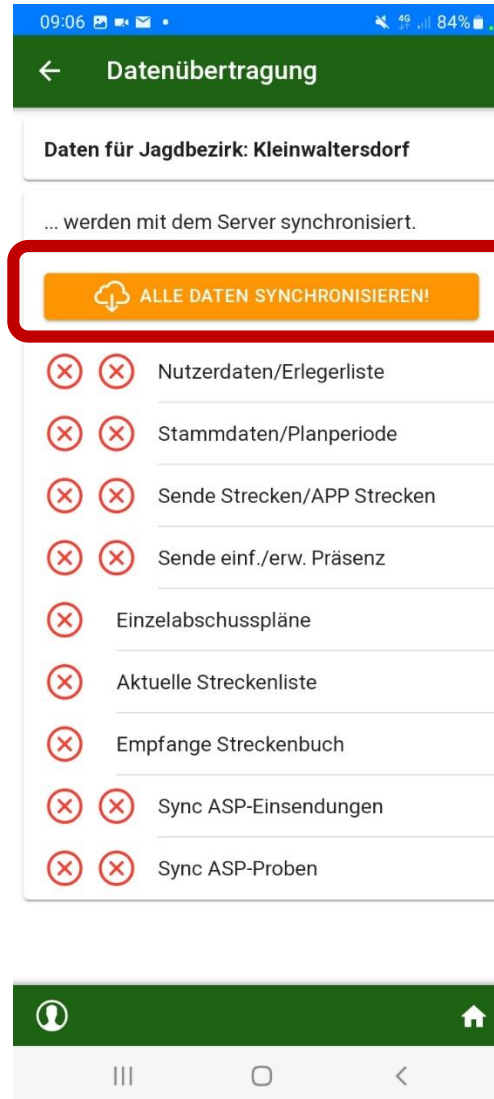 09:06 4G 84%
Datenübertragung
Daten für Jagdbezirk: Kleinwaltersdorf
... werden mit dem Server synchronisiert.
ALLE DATEN SYNCHRONISIEREN!
Nutzerdaten/Erlegerliste
Stammdaten/Planperiode
Sende Strecken/APP Strecken
Sende einf./erw. Präsenz
Einzelabschusspläne
Aktuelle Streckenliste
Empfange Streckenbuch
Sync ASP-Einsendungen
Sync ASP-Proben